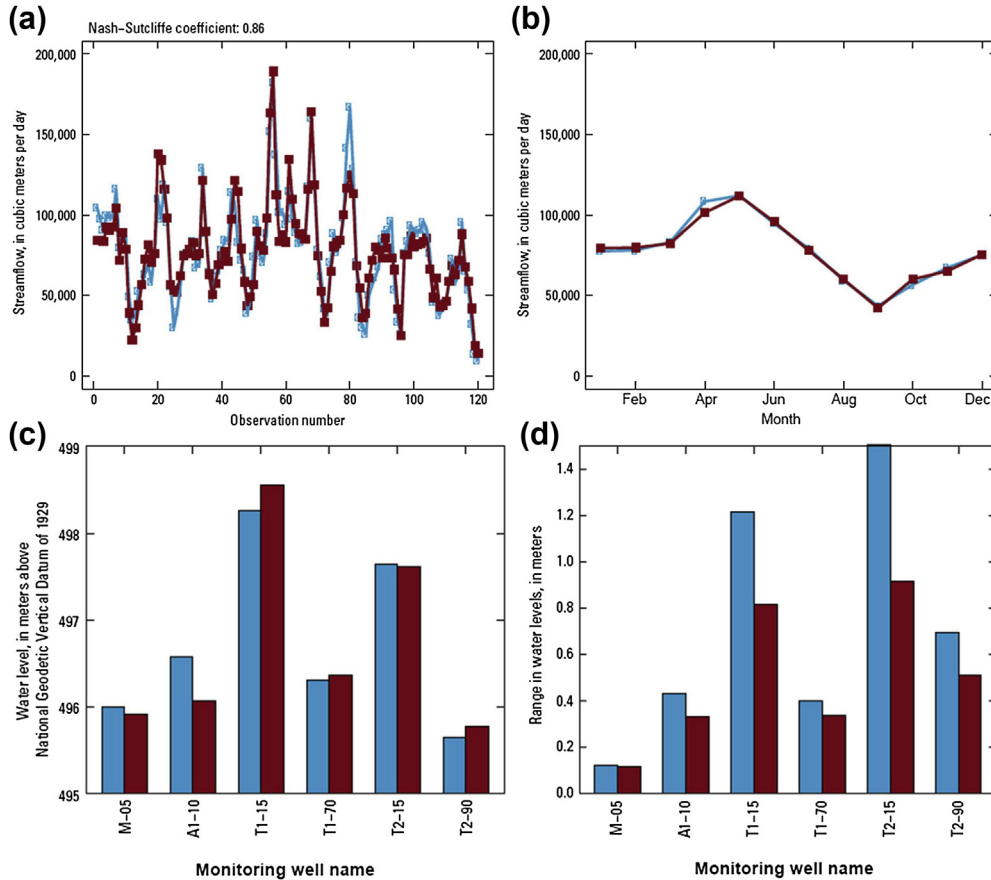 (a)
Nash–Sutcliffe coefficient: 0.86
Streamflow, in cubic meters per day
200,000
150,000
100,000
50,000
0
0 20 40 60 80 100 120
Observation number
(b)
Streamflow, in cubic meters per day
200,000
150,000
100,000
50,000
0
Feb Apr Jun Aug Oct Dec
Month
(c)
Water level, in meters above
National Geodetic Vertical Datum of 1929
499
498
497
496
495
M–05 A1–10 T1–15 T1–70 T2–15 T2–90
Monitoring well name
(d)
Range in water levels, in meters
1.4
1.2
1.0
0.8
0.6
0.4
0.2
0.0
M–05 A1–10 T1–15 T1–70 T2–15 T2–90
Monitoring well name